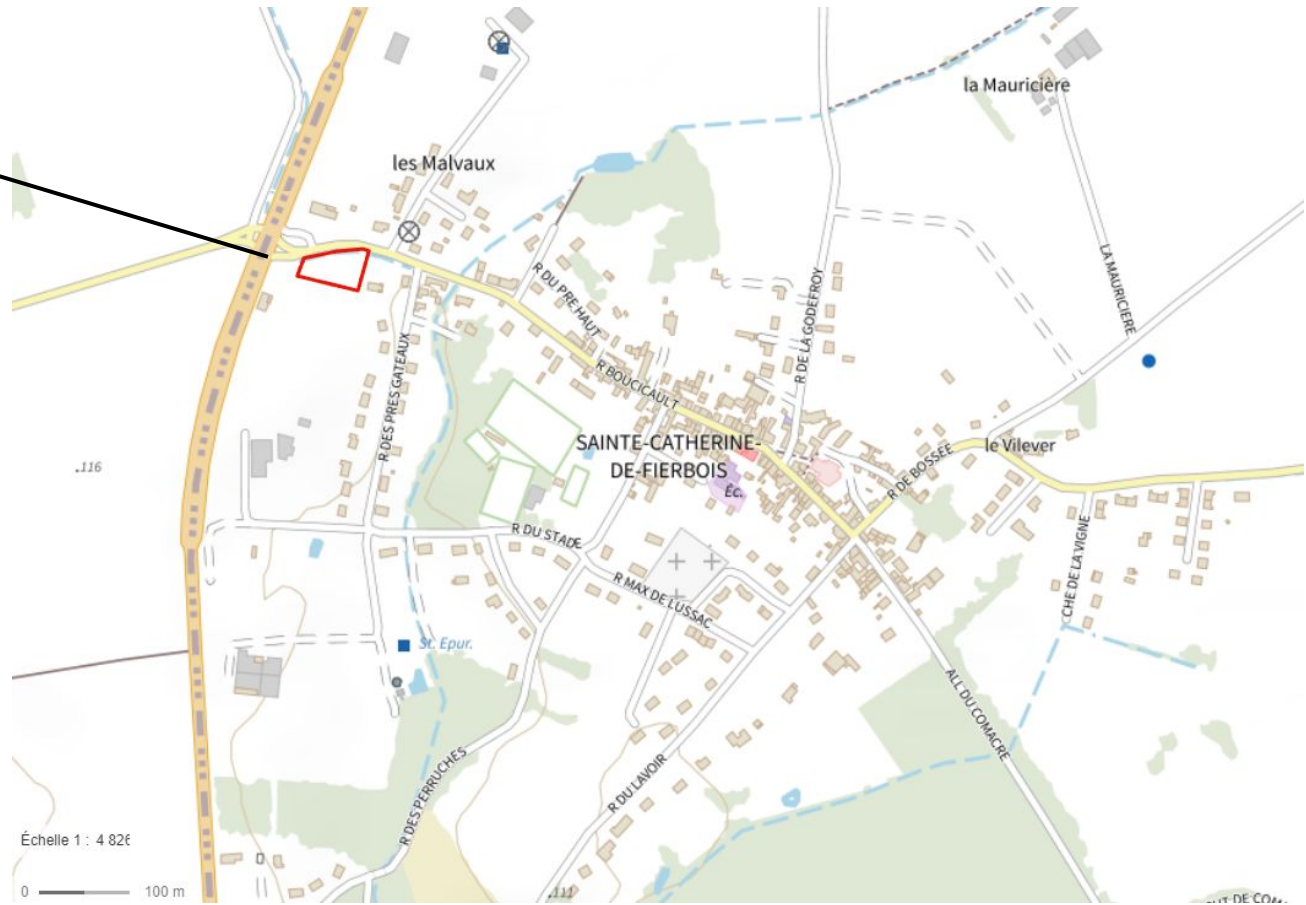 la Mauricière
les Malvaux
LA MAURICIERE
R DU PRE HAUT
R DE LA GODEFROY
R DES PRES GATEAUX
R BOUCICAULT
SAINTE-CATHERINE-
DE-FIERBOIS
le Vilever
R DE BOSSEE
.116
Éc.
R DU STADE
CHE DE LA VIGNE
R MAX DE LUSSAC
St. Epur.
ALL DU COMACRE
R DES PERRUCHES
R DU LAVOIR
Échelle 1 : 4 826
0 100 m
.111